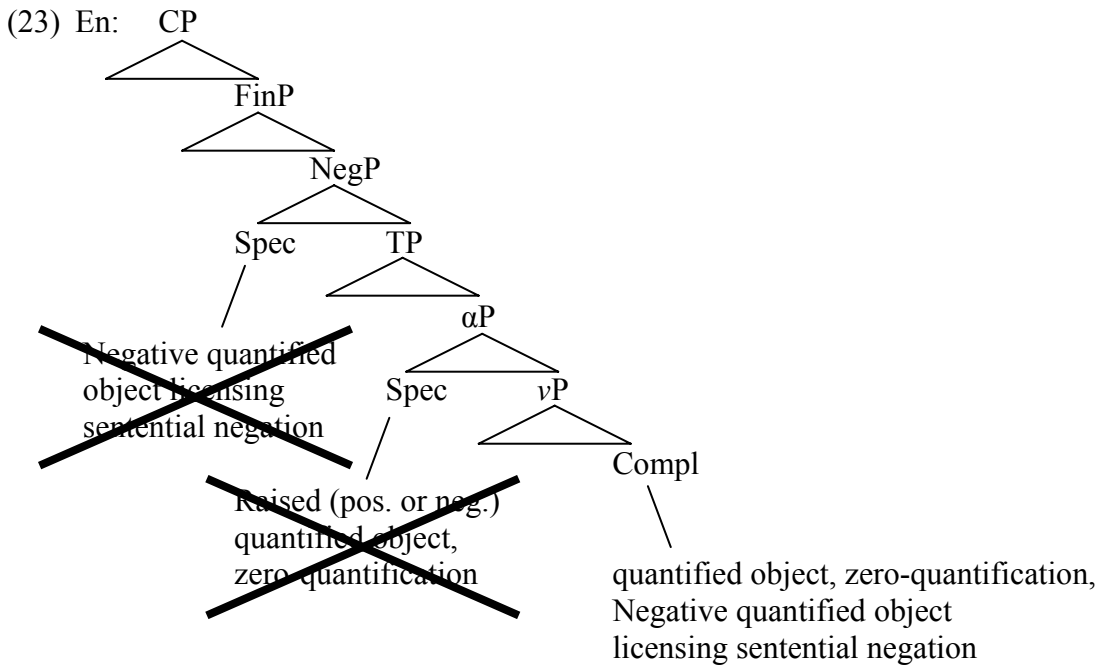 (23) En: CP
FinP
NegP
Spec TP
αP
Negative quantified
object licensing
sentential negation
Spec vP
Compl
Raised (pos. or neg.)
quantified object,
zero-quantification
quantified object, zero-quantification,
Negative quantified object
licensing sentential negation